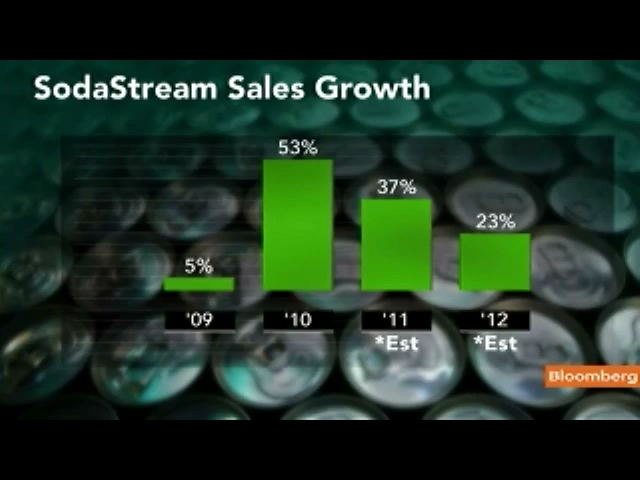 SodaStream Sales Growth
53%
37%
23%
5%
'09 '10 '11 '12
*Est *Est
Bloomberg